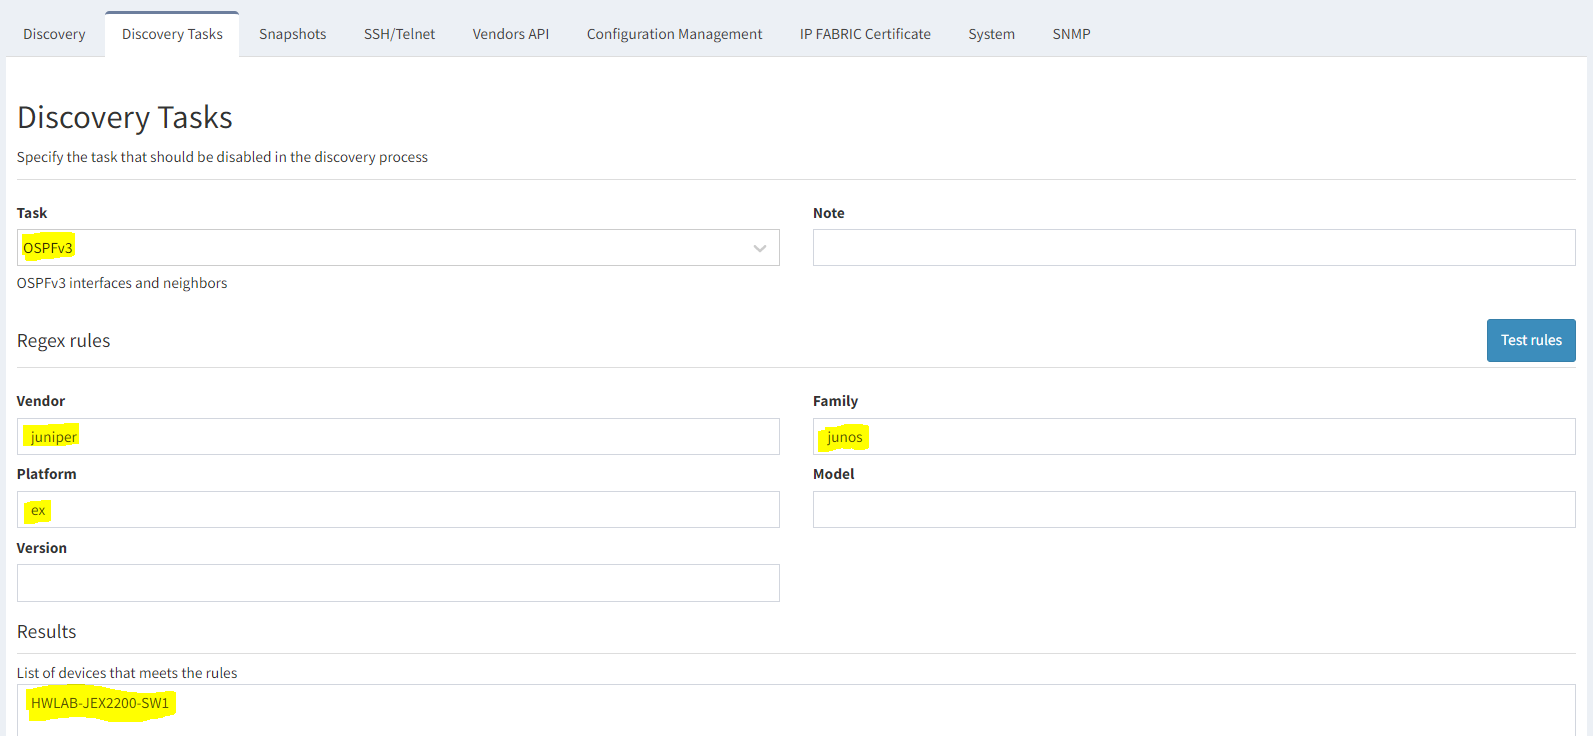 Discovery Discovery Tasks Snapshots SSH/Telnet Vendors API Configuration Management IP FABRIC Certificate System SNMP
Discovery Tasks
Specify the task that should be disabled in the discovery process
Task Note
OSPFv3
OSPFv3 interfaces and neighbors
Regex rules Test rules
Vendor Family
juniper junos
Platform Model
ex
Version
Results
List of devices that meets the rules
HWLAB-JEX2200-SW1